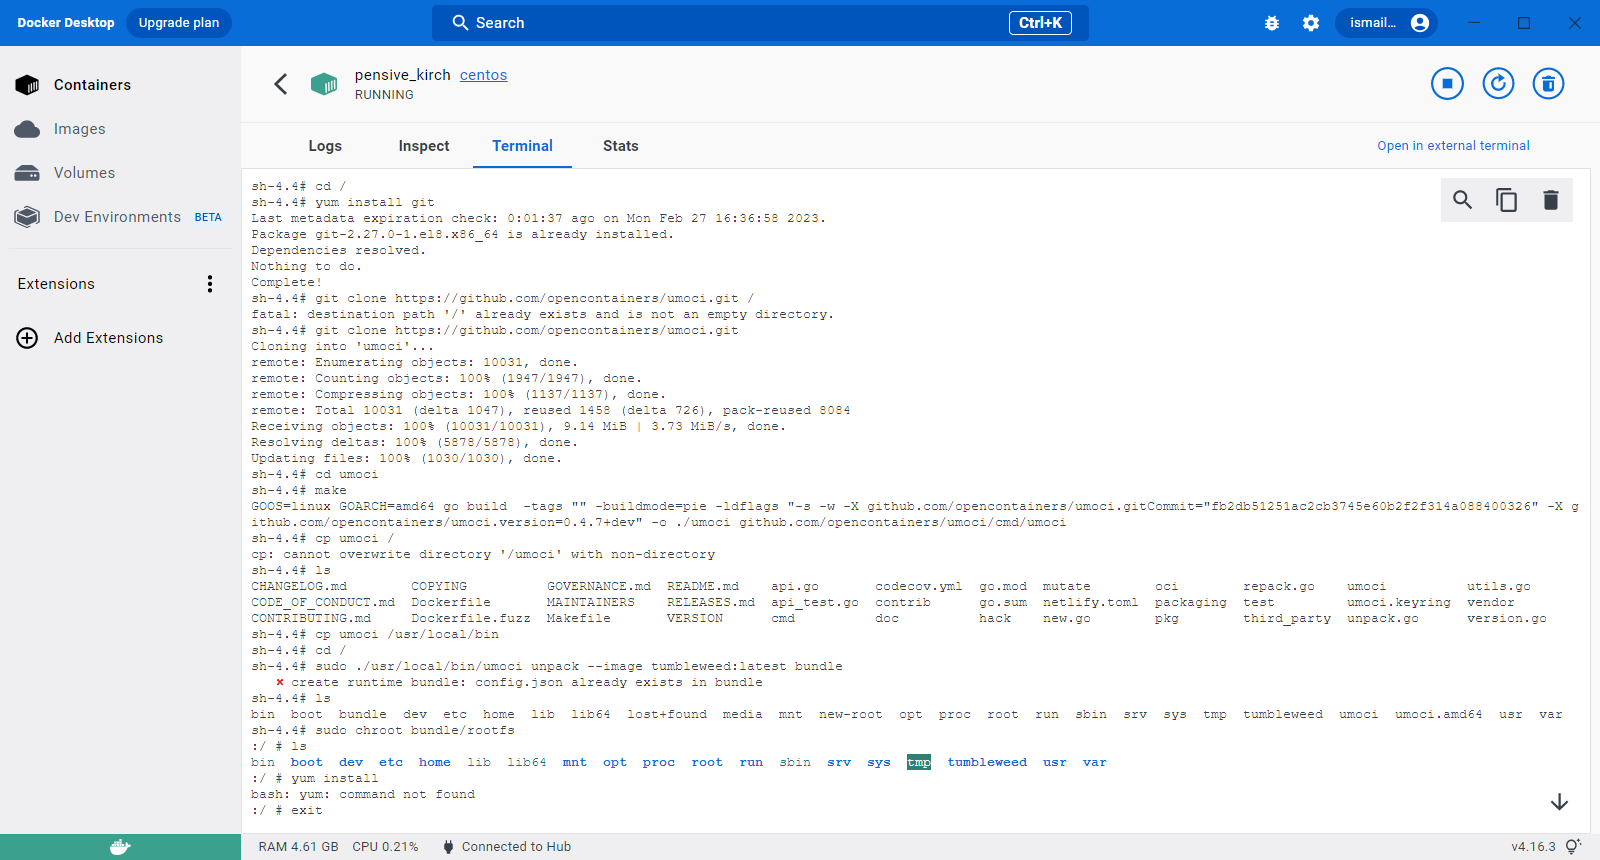 Docker Desktop Upgrade plan Search Ctrl+K ismail...
Containers
Images
Volumes
Dev Environments BETA
Extensions
Add Extensions
pensive_kirch centos
RUNNING
Logs Inspect Terminal Stats Open in external terminal
sh-4.4# cd /
sh-4.4# yum install git
Last metadata expiration check: 0:01:37 ago on Mon Feb 27 16:36:58 2023.
Package git-2.27.0-1.el8.x86_64 is already installed.
Dependencies resolved.
Nothing to do.
Complete!
sh-4.4# git clone https://github.com/opencontainers/umoci.git /
fatal: destination path '/' already exists and is not an empty directory.
sh-4.4# git clone https://github.com/opencontainers/umoci.git
Cloning into 'umoci'...
remote: Enumerating objects: 10031, done.
remote: Counting objects: 100% (1947/1947), done.
remote: Compressing objects: 100% (1137/1137), done.
remote: Total 10031 (delta 1047), reused 1458 (delta 726), pack-reused 8084
Receiving objects: 100% (10031/10031), 9.14 MiB | 3.73 MiB/s, done.
Resolving deltas: 100% (5878/5878), done.
Updating files: 100% (1030/1030), done.
sh-4.4# cd umoci
sh-4.4# make
GOOS=linux GOARCH=amd64 go build  -tags "" -buildmode=pie -ldflags "-s -w -X github.com/opencontainers/umoci.gitCommit="fb2db51251ac2cb3745e60b2f2f314a088400326" -X g
ithub.com/opencontainers/umoci.version=0.4.7+dev" -o ./umoci github.com/opencontainers/umoci/cmd/umoci
sh-4.4# cp umoci /
cp: cannot overwrite directory '/umoci' with non-directory
sh-4.4# ls
CHANGELOG.md COPYING GOVERNANCE.md README.md api.go codecov.yml go.mod mutate oci repack.go umoci utils.go
CODE_OF_CONDUCT.md Dockerfile MAINTAINERS RELEASES.md api_test.go contrib go.sum netlify.toml packaging test umoci.keyring vendor
CONTRIBUTING.md Dockerfile.fuzz Makefile VERSION cmd doc hack new.go pkg third_party unpack.go version.go
sh-4.4# cp umoci /usr/local/bin
sh-4.4# cd /
sh-4.4# sudo ./usr/local/bin/umoci unpack --image tumbleweed:latest bundle
⨯ create runtime bundle: config.json already exists in bundle
sh-4.4# ls
bin boot bundle dev etc home lib lib64 lost+found media mnt new-root opt proc root run sbin srv sys tmp tumbleweed umoci umoci.amd64 usr var
sh-4.4# sudo chroot bundle/rootfs
:/ # ls
bin boot dev etc home lib lib64 mnt opt proc root run sbin srv sys tmp tumbleweed usr var
:/ # yum install
bash: yum: command not found
:/ # exit
RAM 4.61 GB CPU 0.21% Connected to Hub v4.16.3